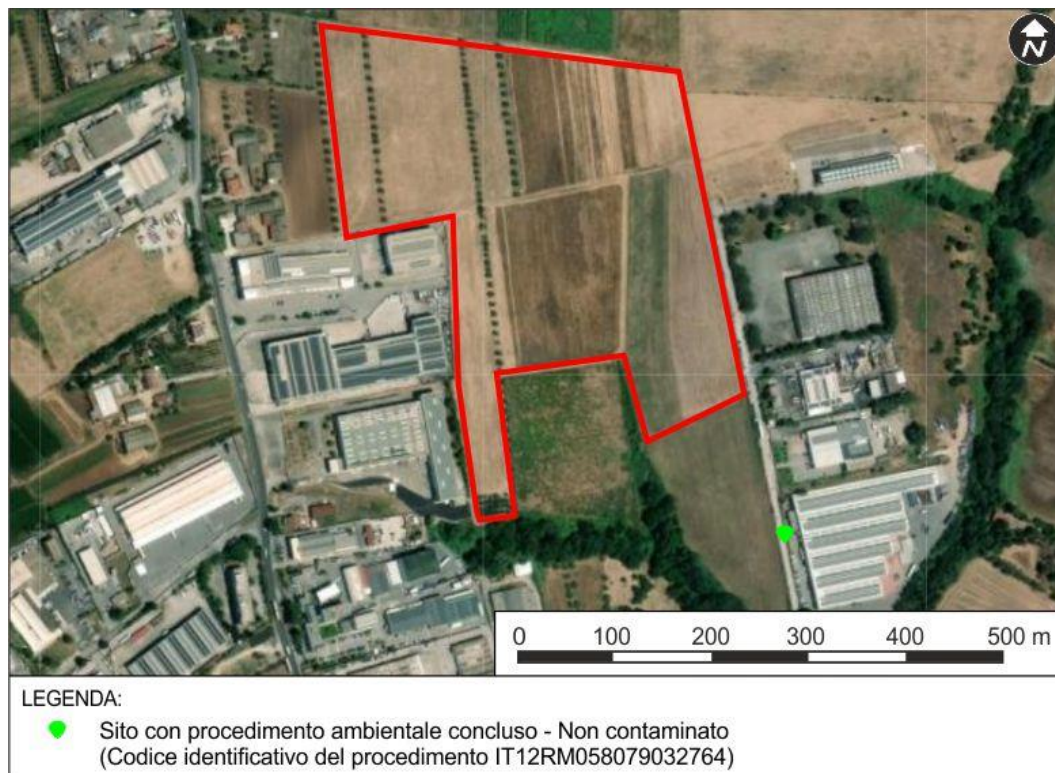 N
0 100 200 300 400 500 m
LEGENDA:
Sito con procedimento ambientale concluso - Non contaminato
(Codice identificativo del procedimento IT12RM058079032764)